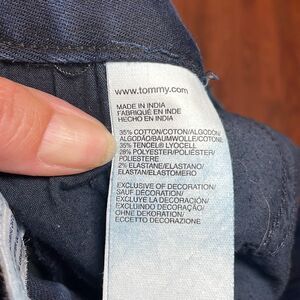 www.tommy.com
MADE IN INDIA
FABRIQUÉ EN INDE
HECHO EN INDIA
35% COTTON/COTON/ALGODON/
ALGODÃO/BAUMWOLLE/COTONE
35% TENCEL® LYOCELL
28% POLYESTER/POLIÉSTER/
POLIESTERE
2% ELASTANE/ELASTANO/
ELASTAN/ELASTOMERO
EXCLUSIVE OF DECORATION/
SAUF DÉCORATION/
EXCLUYE LA DECORACIÓN/
EXCLUINDO DECORAÇÃO/
OHNE DEKORATION/
ECCETTO DECORAZIONE